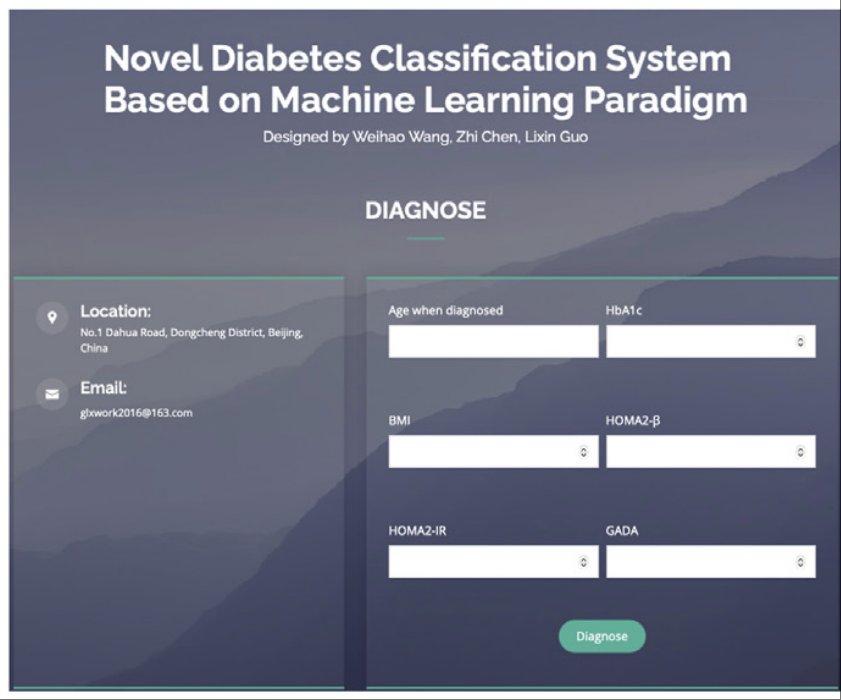 Novel Diabetes Classification System
Based on Machine Learning Paradigm
Designed by Weihao Wang, Zhi Chen, Lixin Guo
DIAGNOSE
Location:
No.1 Dahua Road, Dongcheng District, Beijing,
China
Email:
glxwork2016@163.com
Age when diagnosed
HbA1c
BMI
HOMA2-β
HOMA2-IR
GADA
Diagnose